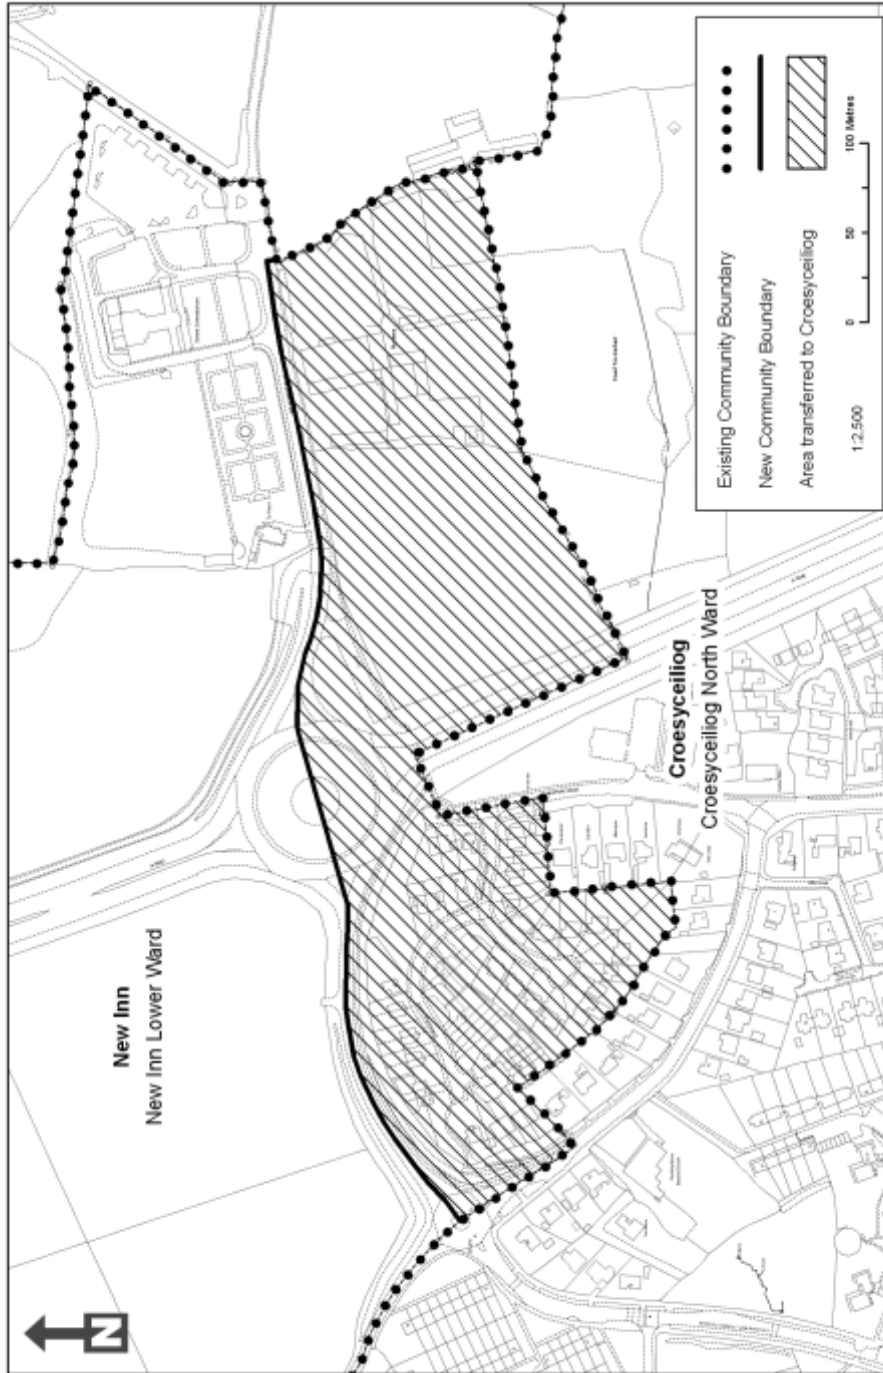 New Inn
New Inn Lower Ward
Croesyceiliog
Croesyceiliog North Ward
Existing Community Boundary
New Community Boundary
Area transferred to Croesyceiliog
1:2,500
0 50 100 Metres
N